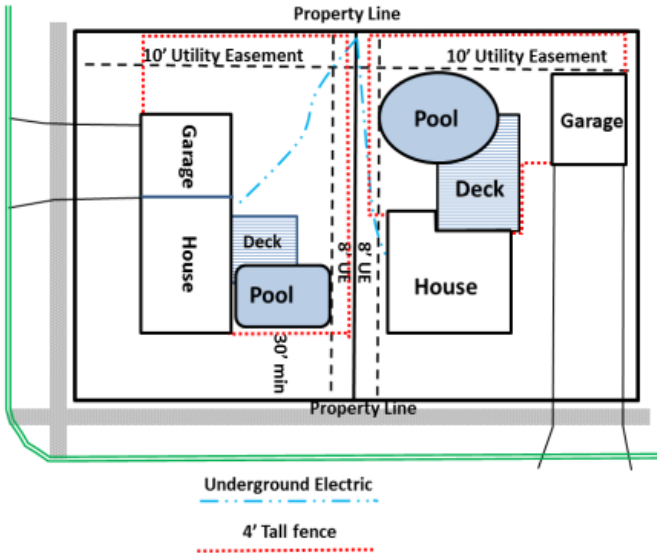 Property Line
10’ Utility Easement
10’ Utility Easement
Pool
Garage
Garage
Deck
Deck
House
8’ UE
8’ UE
House
Pool
30’ min
Property Line
Underground Electric
4’ Tall fence